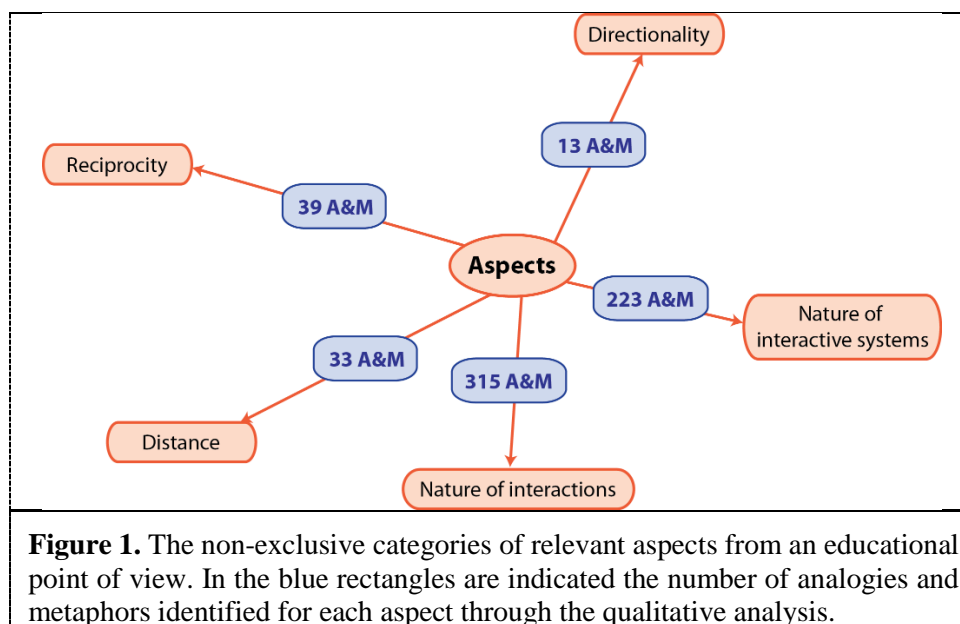 Directionality
13 A&M
Reciprocity
39 A&M
Aspects
223 A&M
Nature of
interactive systems
33 A&M
315 A&M
Distance
Nature of interactions
Figure 1. The non-exclusive categories of relevant aspects from an educational
point of view. In the blue rectangles are indicated the number of analogies and
metaphors identified for each aspect through the qualitative analysis.